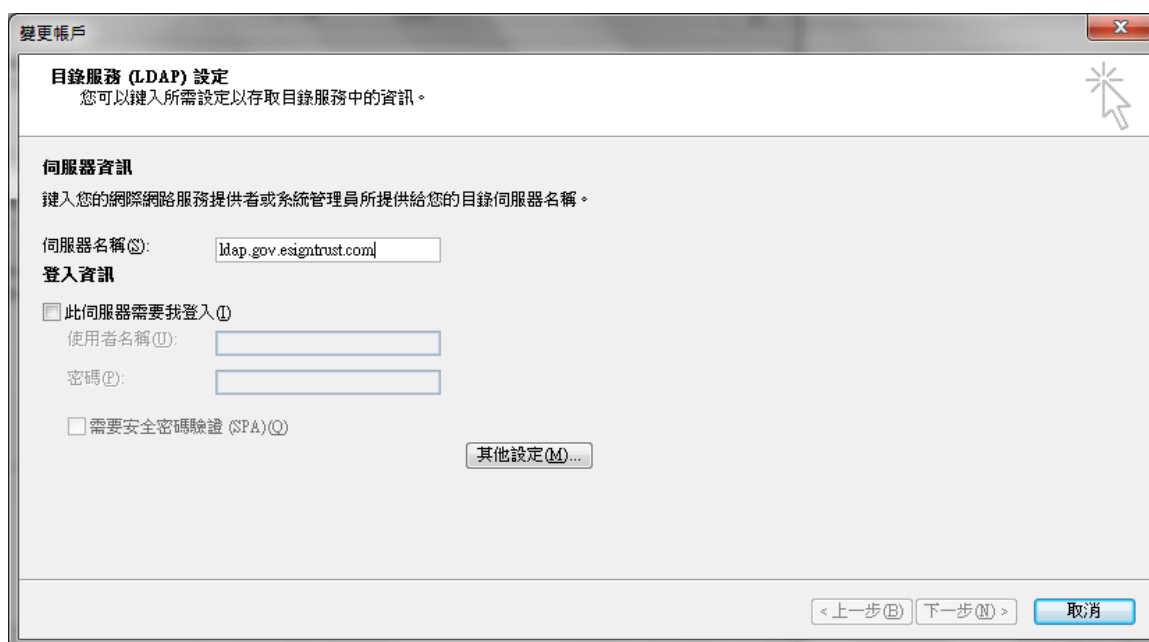 變更帳戶
目錄服務 (LDAP) 設定
您可以鍵入所需設定以存取目錄服務中的資訊。
伺服器資訊
鍵入您的網際網路服務提供者或系統管理員所提供給您的目錄伺服器名稱。
伺服器名稱(S): ldap.gov.esigntrust.com
登入資訊
此伺服器需要我登入(I)
使用者名稱(U):
密碼(P):
需要安全密碼驗證 (SPA)(Q)
其他設定(M)...
< 上一步(B) 下一步(N) > 取消